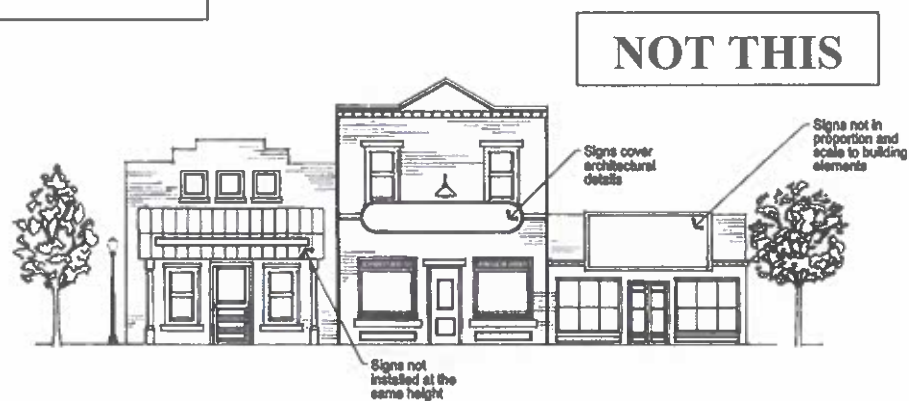 NOT THIS
Signs cover
architectural
details
Signs not in
proportion and
scale to building
elements
Signs not
installed at the
same height